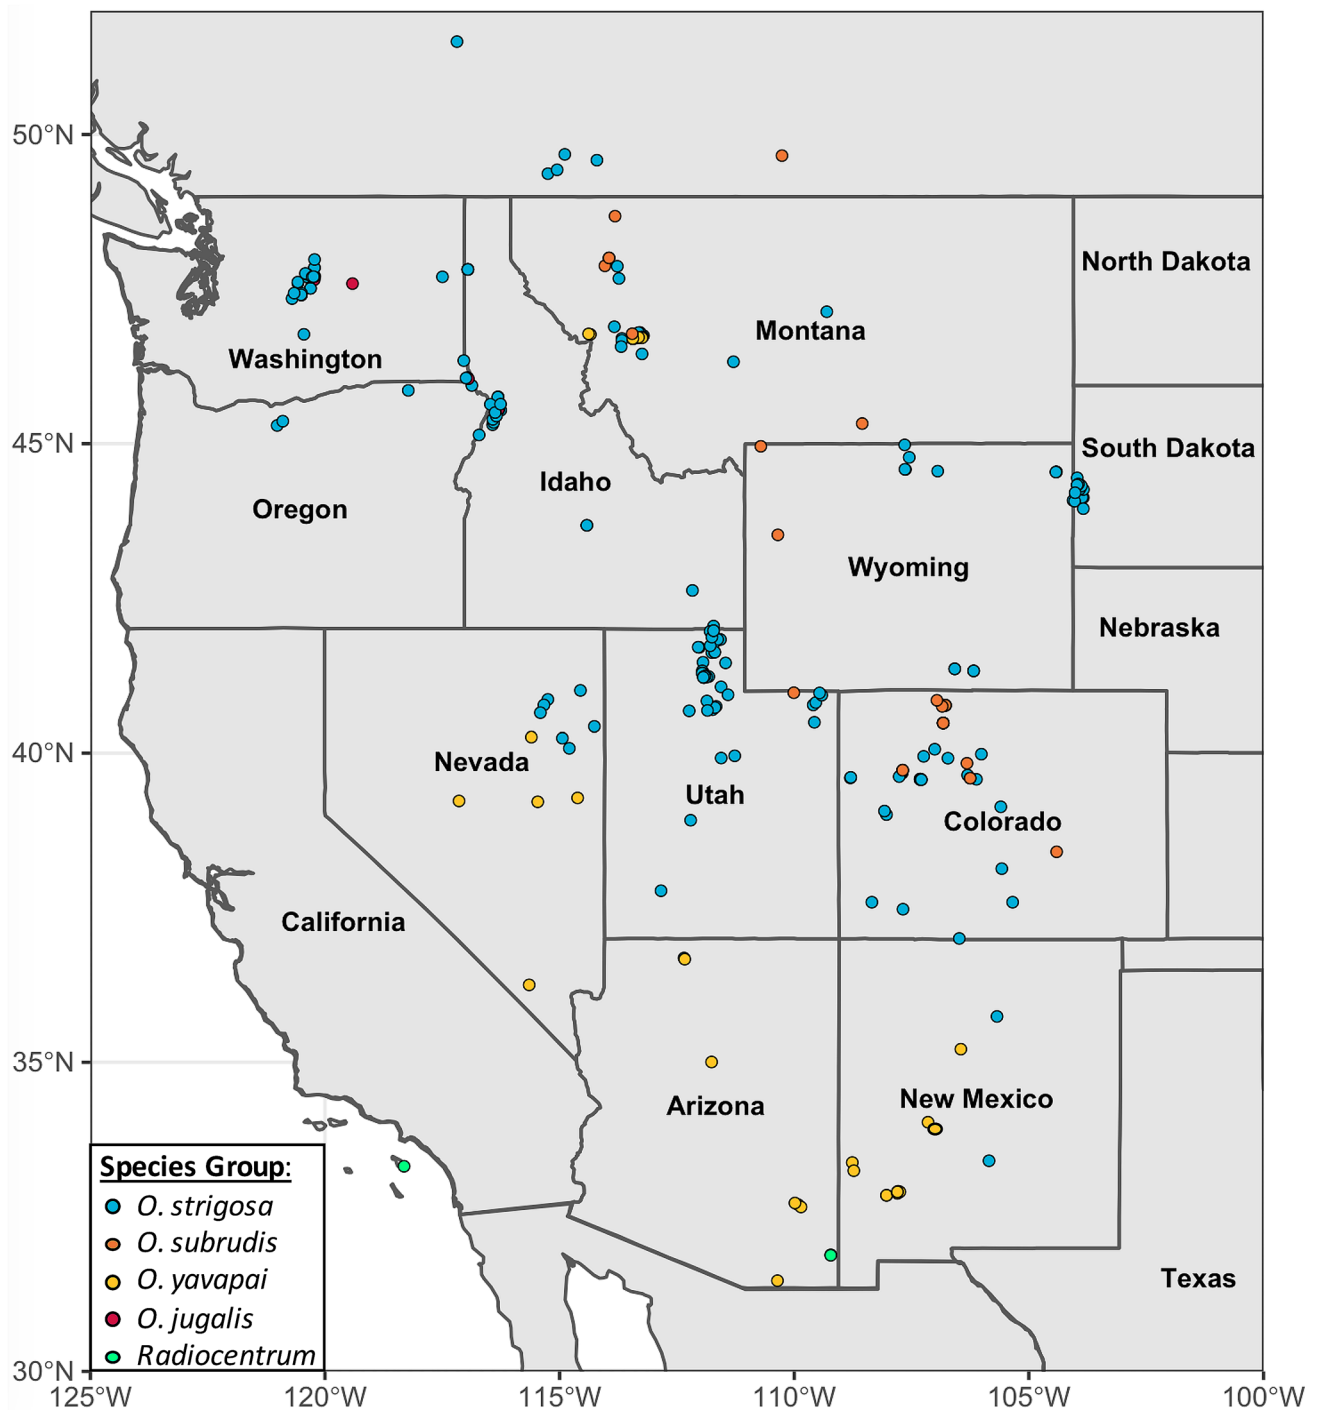 50°N
North Dakota
Montana
Washington
45°N
South Dakota
Idaho
Oregon
Wyoming
Nebraska
40°N
Nevada
Utah
Colorado
California
35°N
New Mexico
Arizona
Species Group:
O. strigosa
O. subrudis
O. yavapai
Texas
O. jugalis
Radiocentrum
30°N
125°W 120°W 115°W 110°W 105°W 100°W